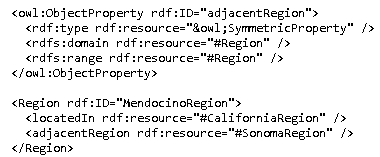 <owl:ObjectProperty rdf:ID="adjacentRegion">
<rdf:type rdf:resource="&owl;SymmetricProperty" />
<rdfs:domain rdf:resource="#Region" />
<rdfs:range rdf:resource="#Region" />
</owl:ObjectProperty>
<Region rdf:ID="MendocinoRegion">
<locatedIn rdf:resource="#CaliforniaRegion" />
<adjacentRegion rdf:resource="#SonomaRegion" />
</Region>